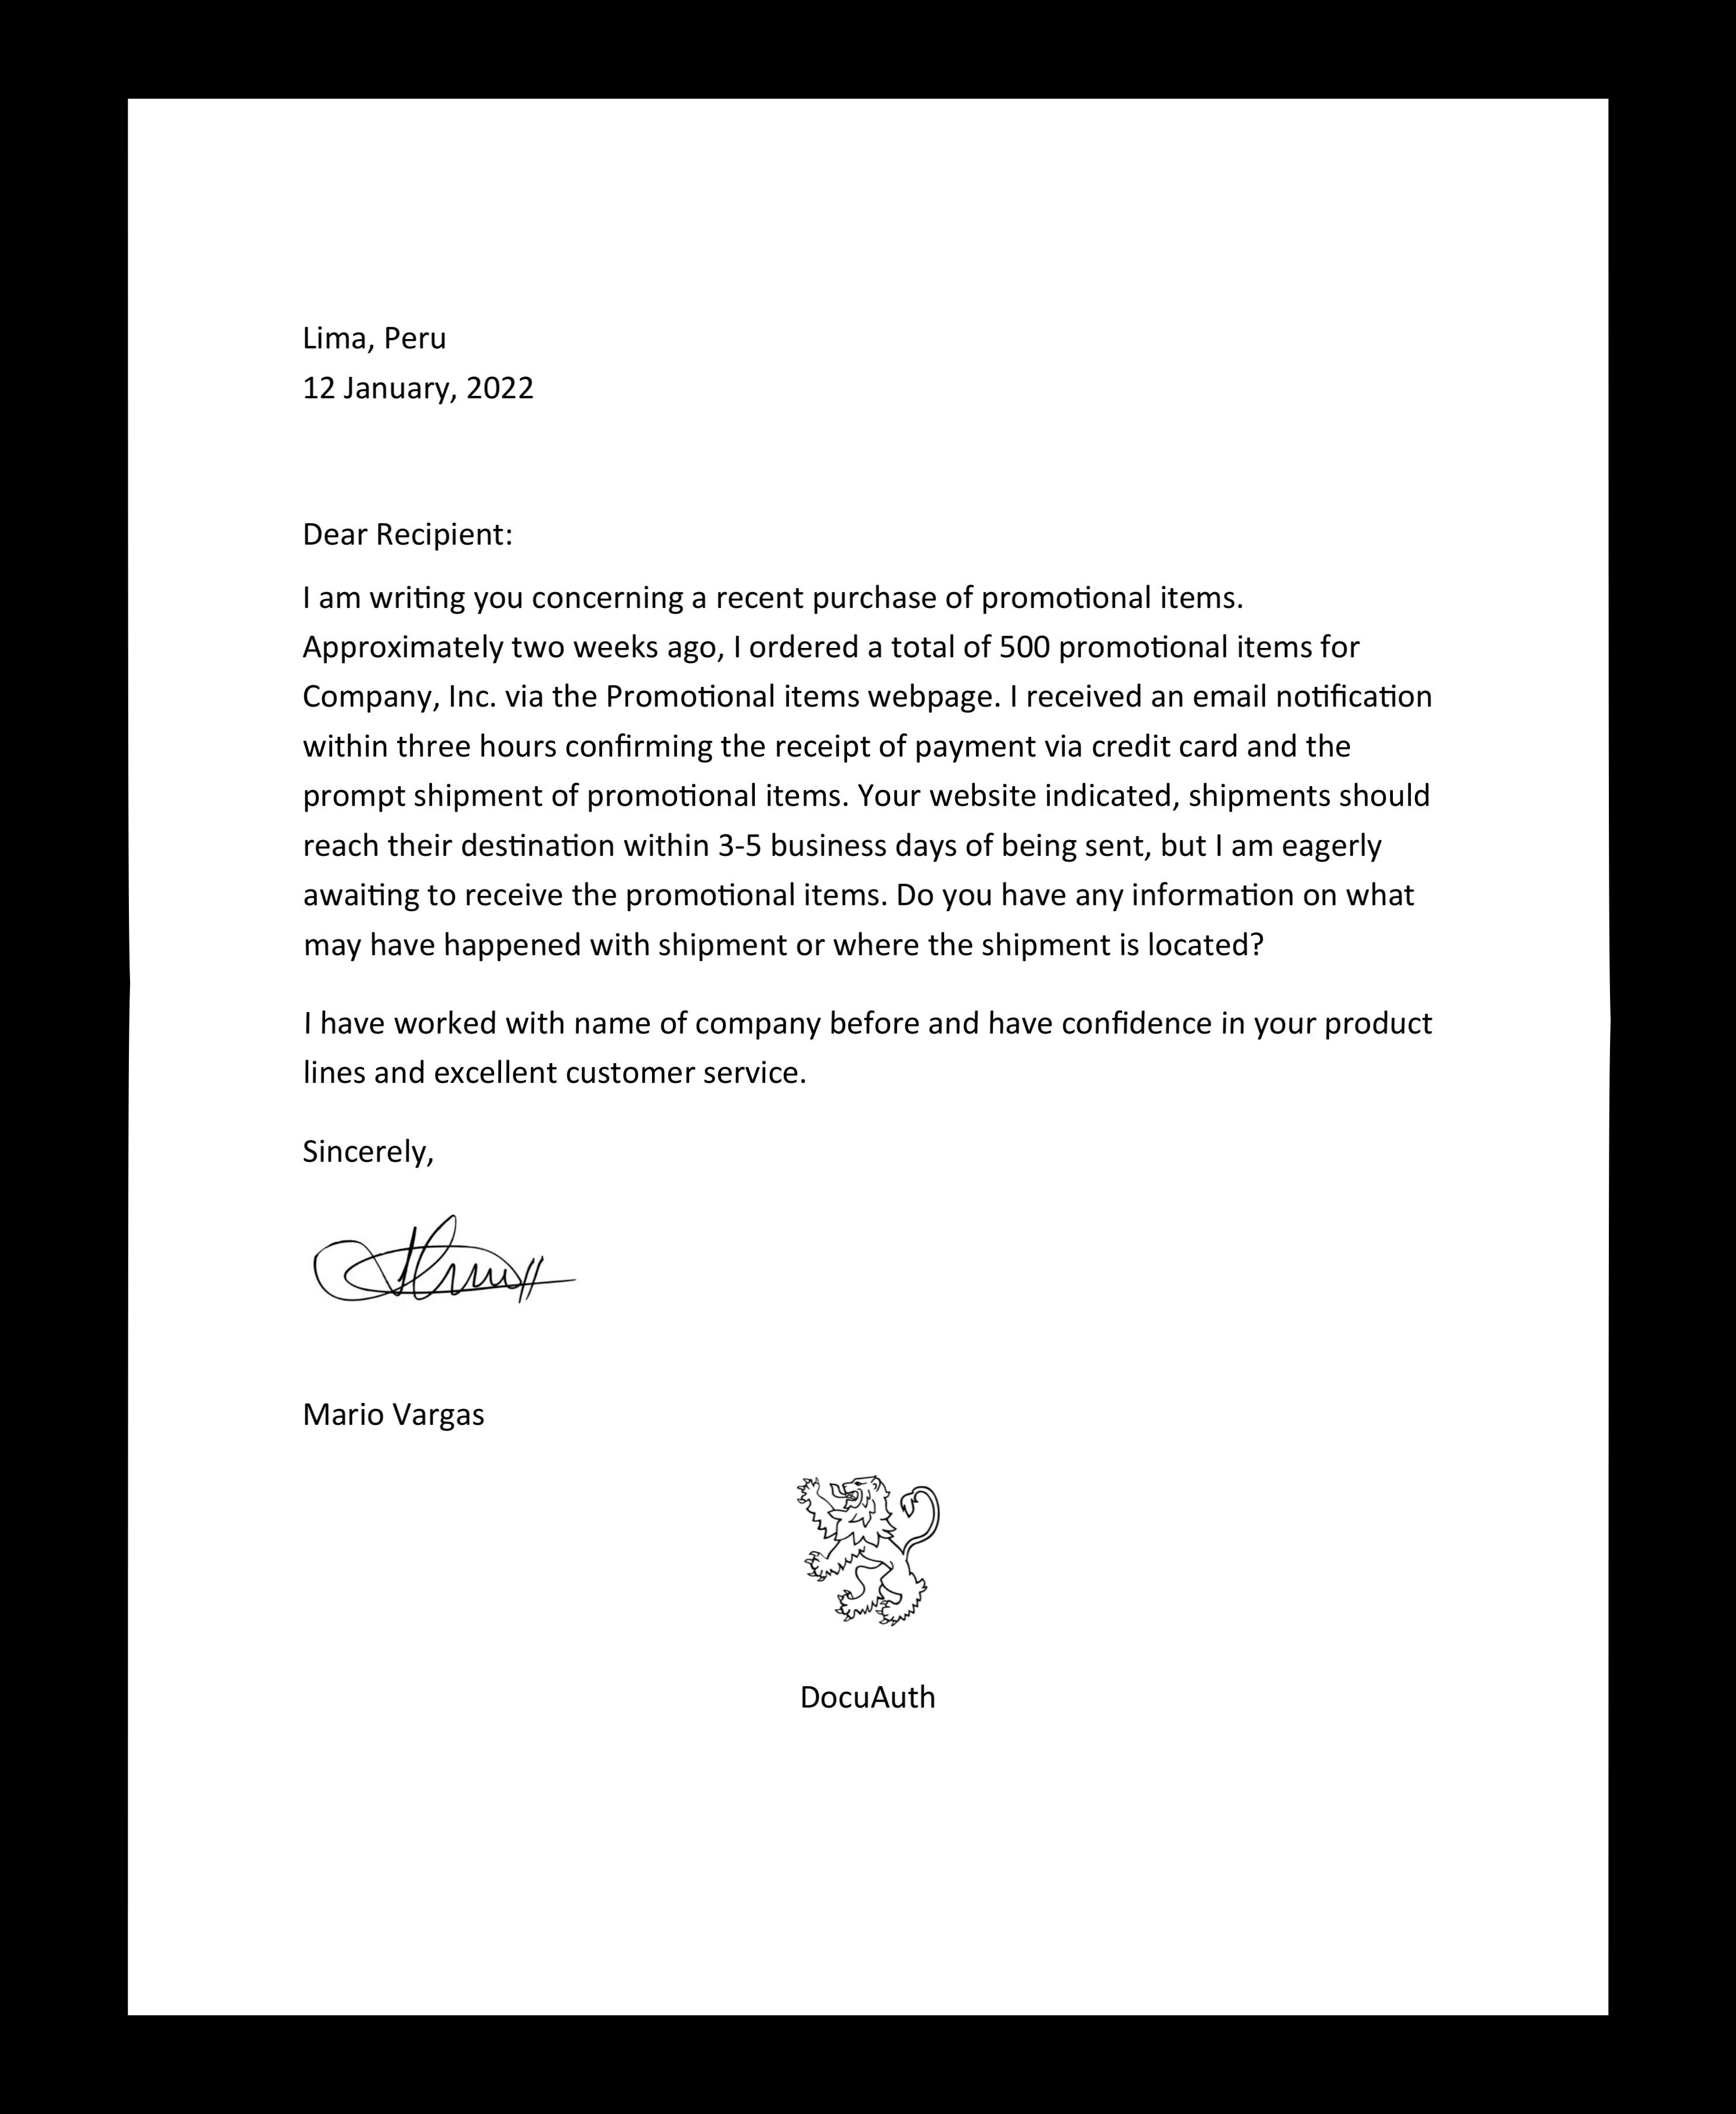 Lima, Peru
12 January, 2022
Dear Recipient:
I am writing you concerning a recent purchase of promotional items.
Approximately two weeks ago, I ordered a total of 500 promotional items for
Company, Inc. via the Promotional items webpage. I received an email notification
within three hours confirming the receipt of payment via credit card and the
prompt shipment of promotional items. Your website indicated, shipments should
reach their destination within 3-5 business days of being sent, but I am eagerly
awaiting to receive the promotional items. Do you have any information on what
may have happened with shipment or where the shipment is located?
I have worked with name of company before and have confidence in your product
lines and excellent customer service.
Sincerely,
Mario Vargas
DocuAuth